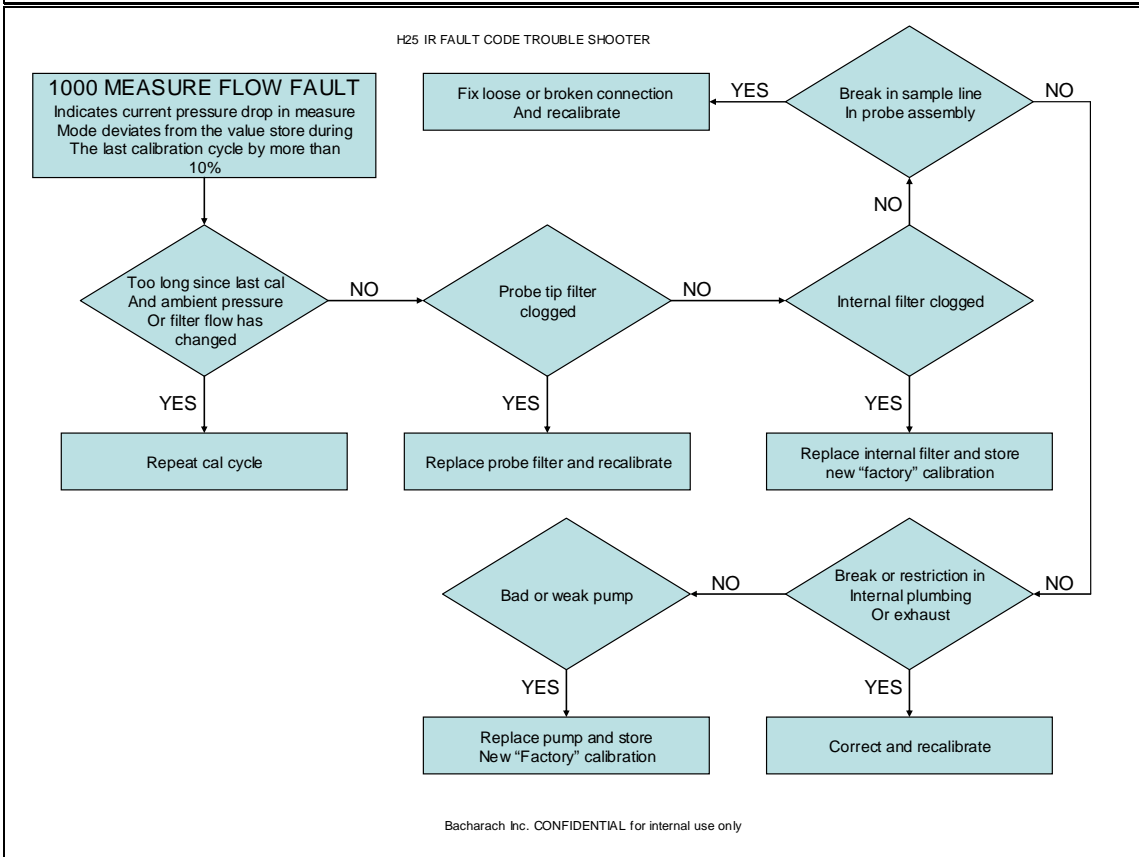 H25 IR FAULT CODE TROUBLE SHOOTER
1000 MEASURE FLOW FAULT
Indicates current pressure drop in measure
Mode deviates from the value store during
The last calibration cycle by more than
10%
Fix loose or broken connection
And recalibrate
YES
Break in sample line
In probe assembly
NO
NO
Too long since last cal
And ambient pressure
Or filter flow has
changed
NO
Probe tip filter
clogged
NO
Internal filter clogged
YES
YES
YES
Repeat cal cycle
Replace probe filter and recalibrate
Replace internal filter and store
new “factory” calibration
Bad or weak pump
NO
Break or restriction in
Internal plumbing
Or exhaust
NO
YES
YES
Replace pump and store
New “Factory” calibration
Correct and recalibrate
Bacharach Inc. CONFIDENTIAL for internal use only